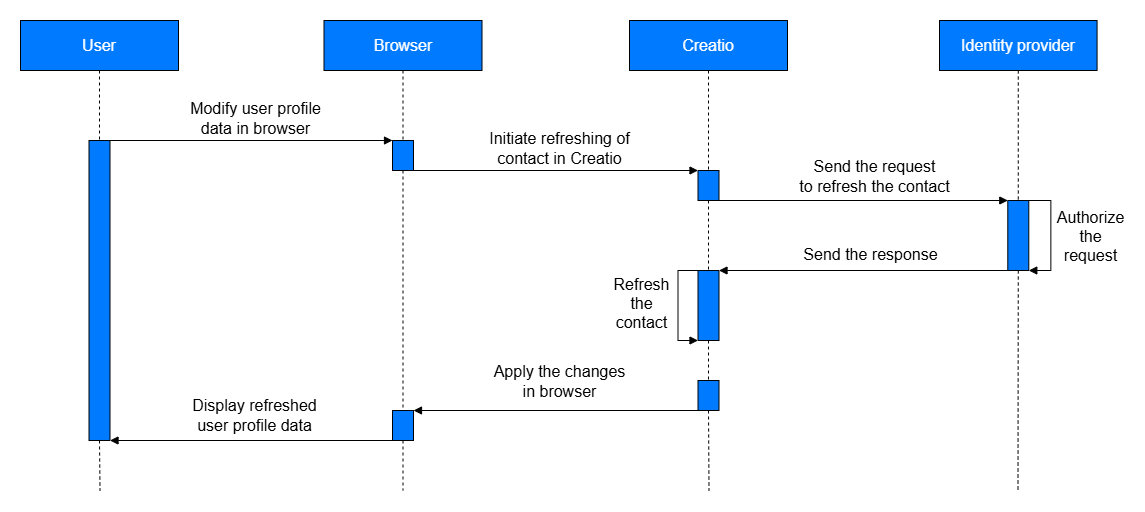 User
Browser
Creatio
Identity provider
Modify user profile
data in browser
Initiate refreshing of
contact in Creatio
Send the request
to refresh the contact
Authorize
the
request
Send the response
Refresh
the
contact
Apply the changes
in browser
Display refreshed
user profile data